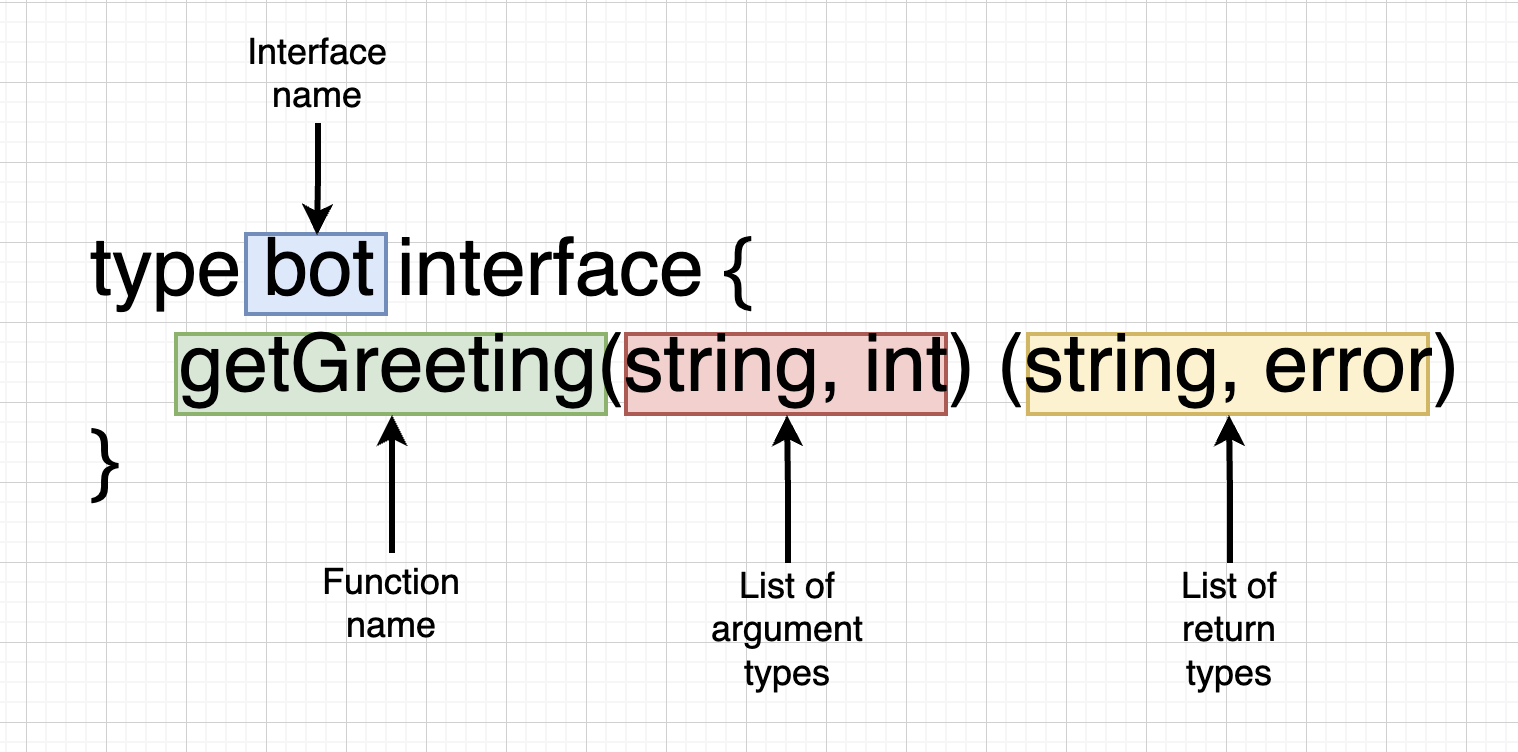 Interface
name
type bot interface {
getGreeting(string, int) (string, error)
}
Function
name
List of
argument
types
List of
return
types